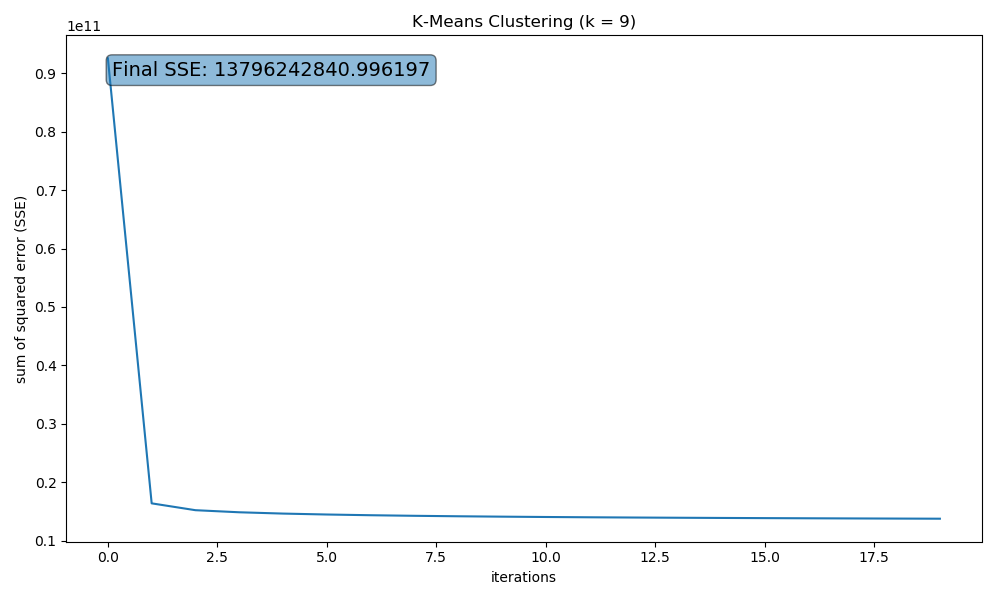 K-Means Clustering (k = 9)
1e11
Final SSE: 13796242840.996197
0.9
0.8
0.7
0.6
0.5
0.4
0.3
0.2
0.1
sum of squared error (SSE)
0.0 2.5 5.0 7.5 10.0 12.5 15.0 17.5
iterations